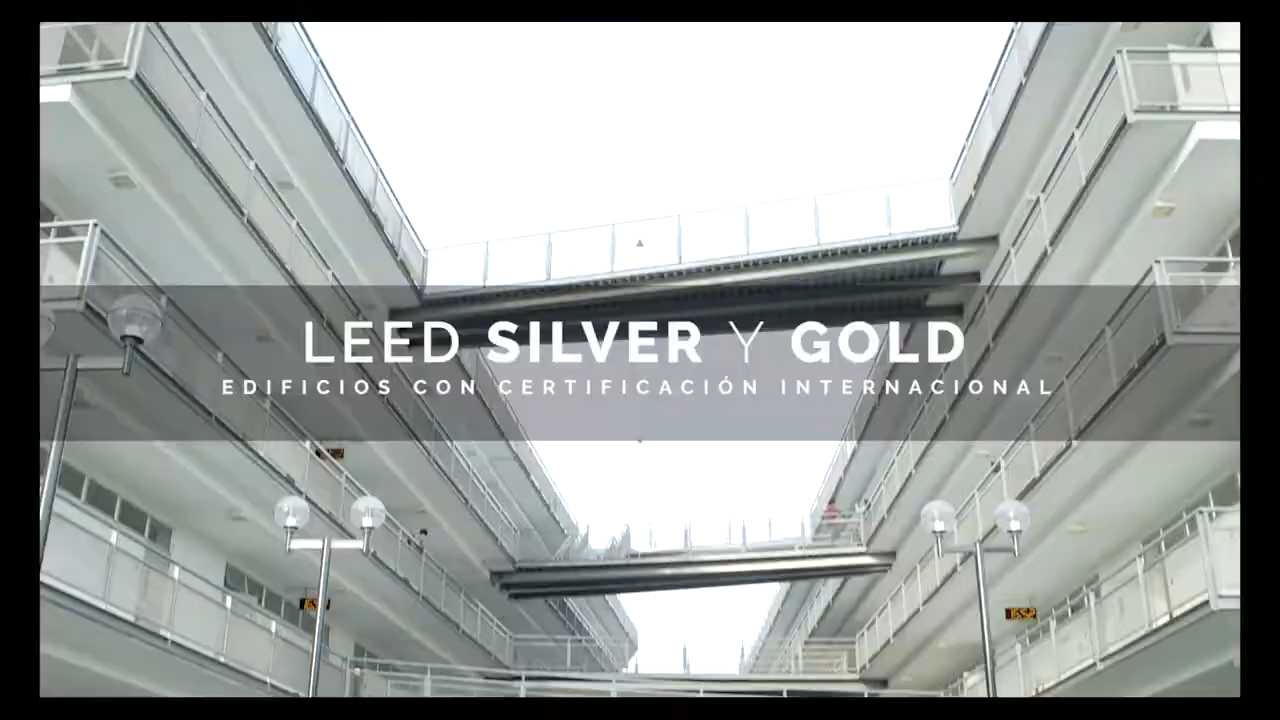 LEED SILVER Y GOLD
EDIFICIOS CON CERTIFICACIÓN INTERNACIONAL